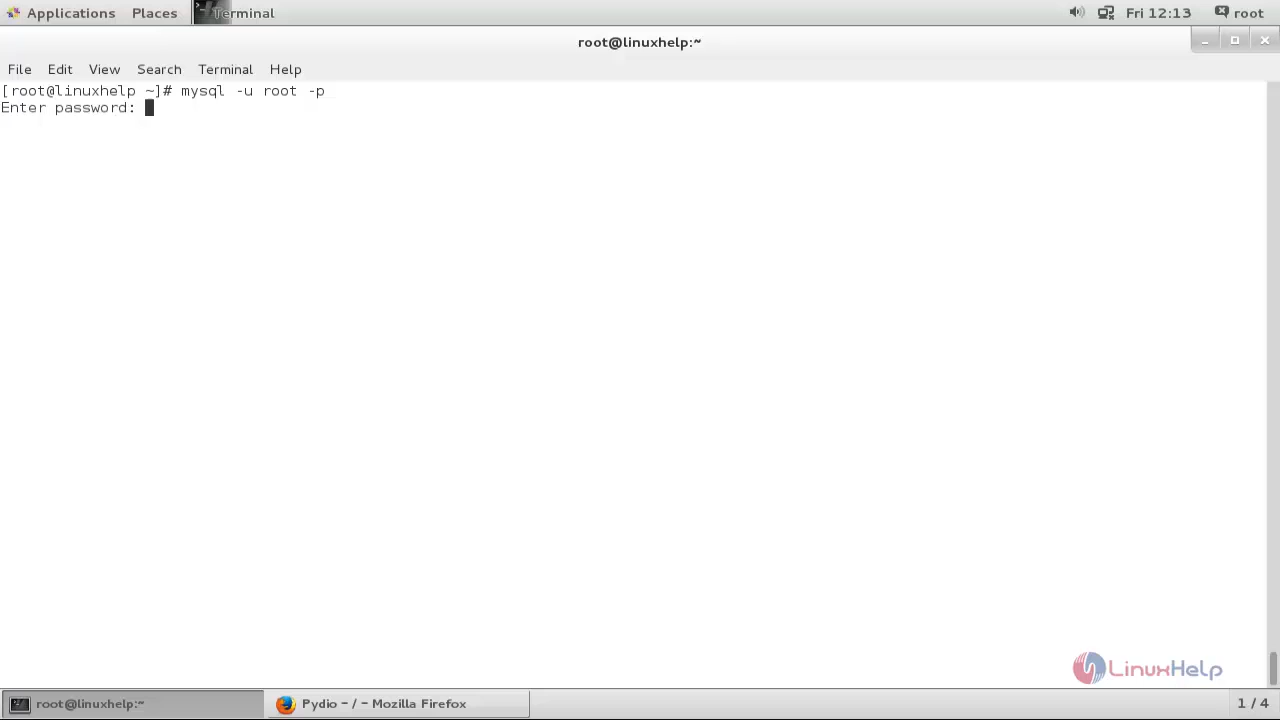 Applications Places Terminal Fri 12:13 root
root@linuxhelp:~
File Edit View Search Terminal Help
[root@linuxhelp ~]# mysql -u root -p
Enter password:
LinuxHelp
root@linuxhelp:~ Pydio - / - Mozilla Firefox 1 / 4